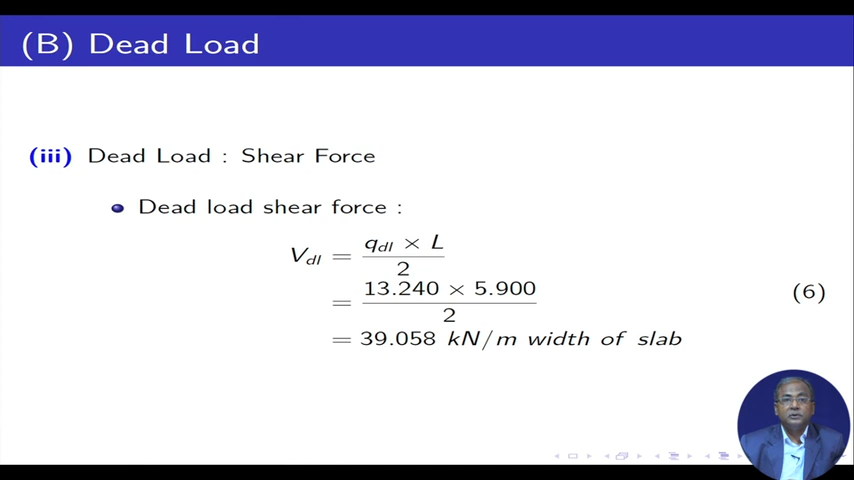 (B) Dead Load
(iii) Dead Load : Shear Force
Dead load shear force :
V_dl = (q_dl × L) / 2
= (13.240 × 5.900) / 2
(6)
= 39.058 kN/m width of slab